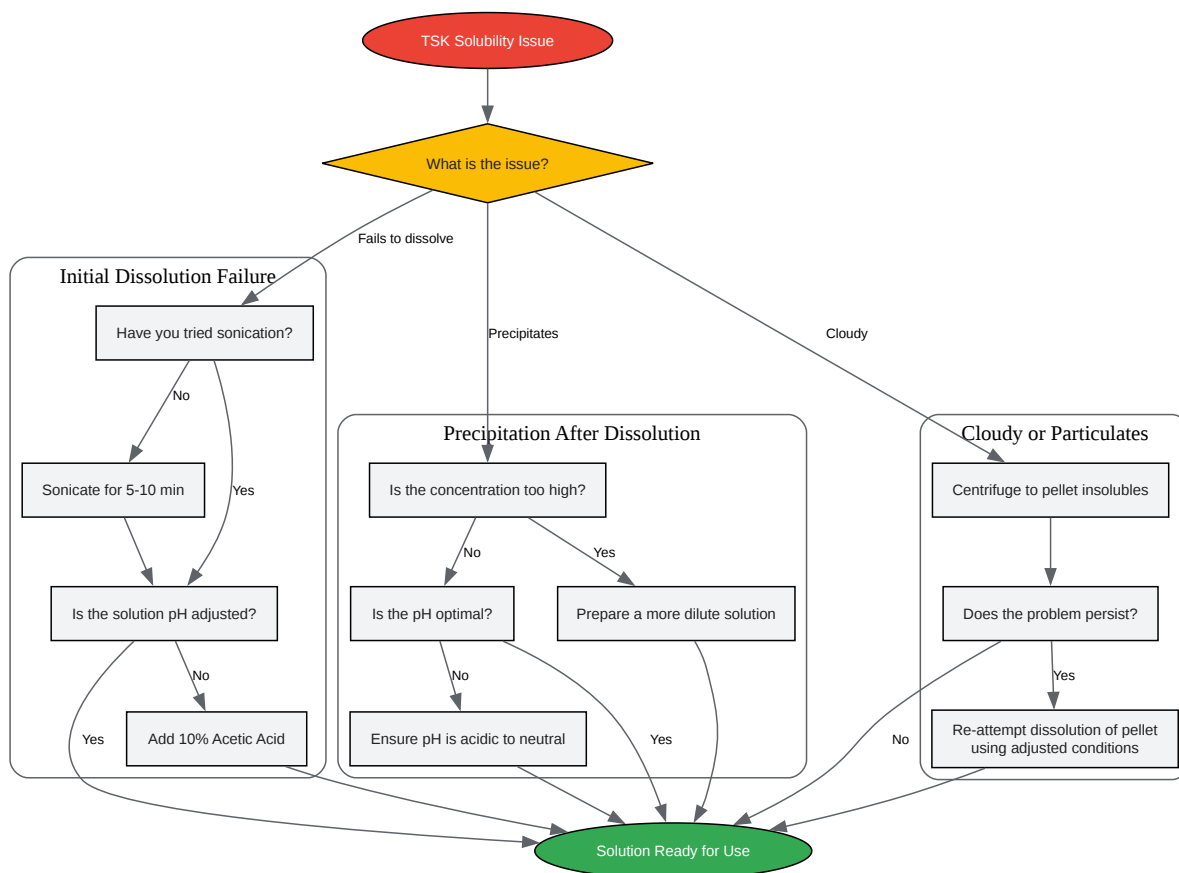 TSK Solubility Issue
What is the issue?
Fails to dissolve
Precipitates
Cloudy
Initial Dissolution Failure
Have you tried sonication?
No
Yes
Sonicate for 5-10 min
Is the solution pH adjusted?
No
Yes
Add 10% Acetic Acid
Precipitation After Dissolution
Is the concentration too high?
No
Yes
Is the pH optimal?
Prepare a more dilute solution
No
Yes
Ensure pH is acidic to neutral
Cloudy or Particulates
Centrifuge to pellet insolubles
Does the problem persist?
Yes
No
Re-attempt dissolution of pellet
using adjusted conditions
Solution Ready for Use